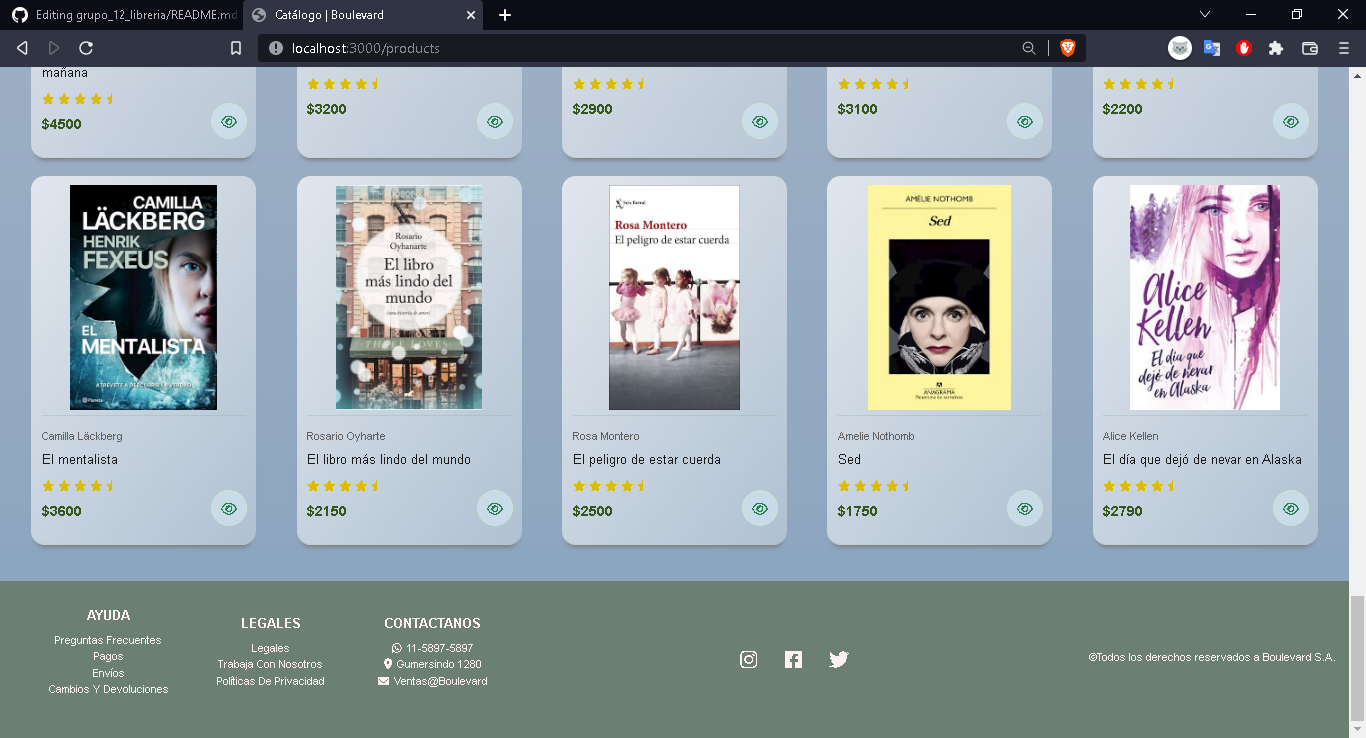 Editing grupo_12_libreria/README.md
Catálogo | Boulevard
localhost:3000/products
mañana
$4500
$3200
$2900
$3100
$2200
CAMILLA
LÄCKBERG
HENRIK
FEXEUS
EL
MENTALISTA
ATRÉVETE A DESCUBRIR LA VERDAD
Planeta
Camilla Läckberg
El mentalista
$3600
Rosario
Oyhanarte
El libro
más lindo del
mundo
(una historia de amor)
Rosario Oyharte
El libro más lindo del mundo
$2150
Seix Barral
Rosa Montero
El peligro de estar cuerda
Rosa Montero
El peligro de estar cuerda
$2500
AMÉLIE NOTHOMB
Sed
ANAGRAMA
Panorama de narrativas
Amelie Nothomb
Sed
$1750
Alice
Kellen
El día que
dejó de nevar
en Alaska
Alice Kellen
El día que dejó de nevar en Alaska
$2790
AYUDA
Preguntas Frecuentes
Pagos
Envíos
Cambios Y Devoluciones
LEGALES
Legales
Trabaja Con Nosotros
Políticas De Privacidad
CONTACTANOS
11-5897-5897
Gumersindo 1280
Ventas@Boulevard
©Todos los derechos reservados a Boulevard S.A.